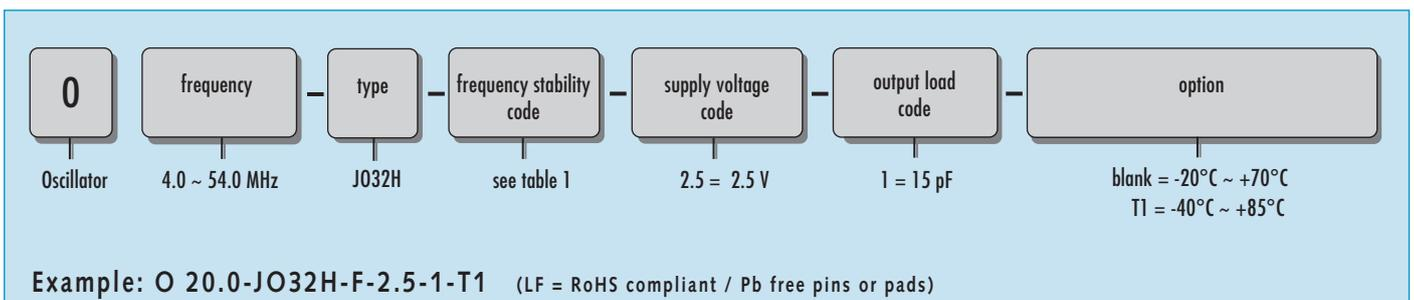 O
frequency
–
type
–
frequency stability
code
–
supply voltage
code
–
output load
code
–
option
Oscillator
4.0 ~ 54.0 MHz
JO32H
see table 1
2.5 = 2.5 V
1 = 15 pF
blank = -20°C ~ +70°C
T1 = -40°C ~ +85°C
Example: O 20.0-JO32H-F-2.5-1-T1 (LF = RoHS compliant / Pb free pins or pads)